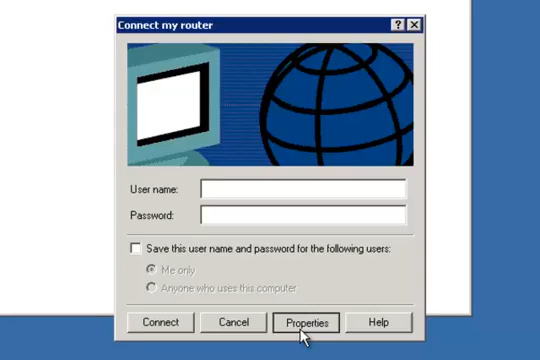 Connect my router
User name:
Password:
Save this user name and password for the following users:
Me only
Anyone who uses this computer
Connect Cancel Properties Help